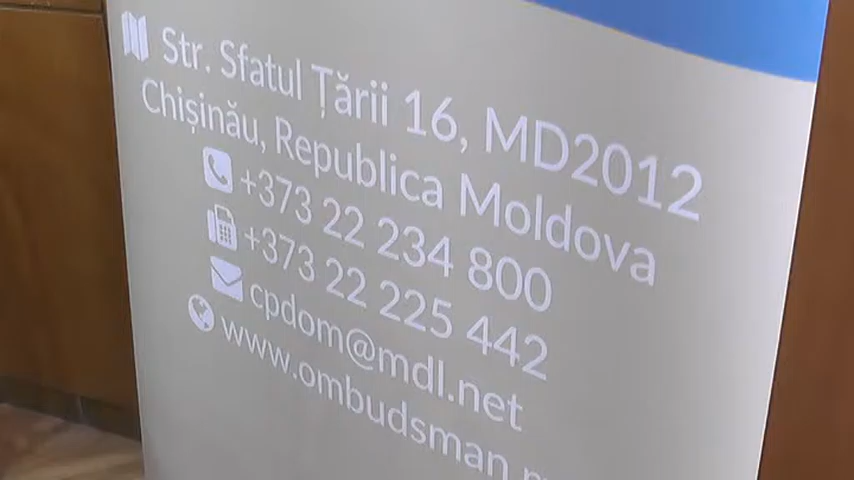 Str. Sfatul Țării 16, MD2012
Chișinău, Republica Moldova
+373 22 234 800
+373 22 225 442
cpdom@mdl.net
www.ombudsman